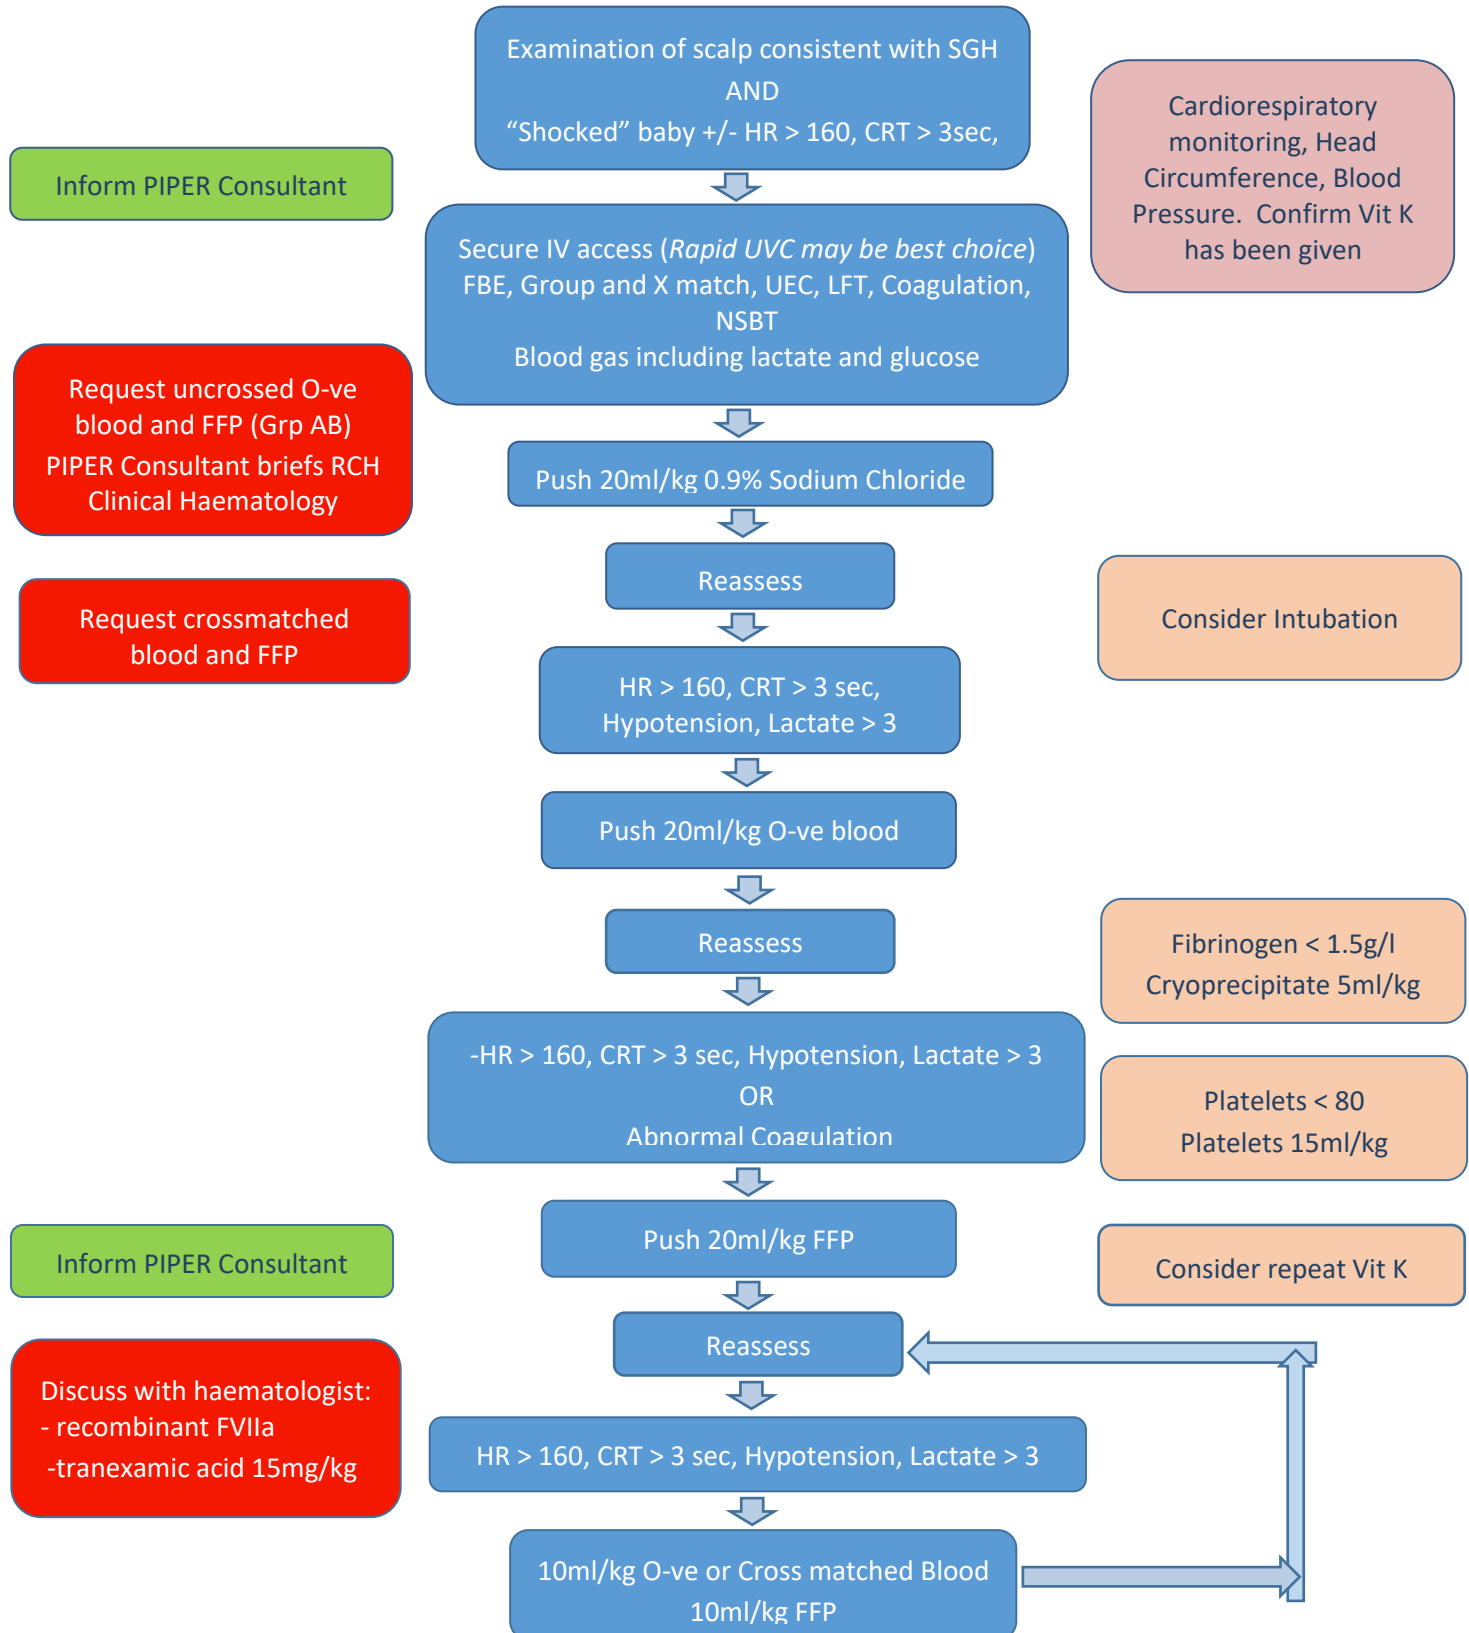 Examination of scalp consistent with SGH
AND
“Shocked” baby +/- HR > 160, CRT > 3sec,
Cardiorespiratory
monitoring, Head
Circumference, Blood
Pressure. Confirm Vit K
has been given
Inform PIPER Consultant
Secure IV access (Rapid UVC may be best choice)
FBE, Group and X match, UEC, LFT, Coagulation,
NSBT
Blood gas including lactate and glucose
Request uncrossed O-ve
blood and FFP (Grp AB)
PIPER Consultant briefs RCH
Clinical Haematology
Push 20ml/kg 0.9% Sodium Chloride
Reassess
Request crossmatched
blood and FFP
Consider Intubation
HR > 160, CRT > 3 sec,
Hypotension, Lactate > 3
Push 20ml/kg O-ve blood
Reassess
Fibrinogen < 1.5g/l
Cryoprecipitate 5ml/kg
-HR > 160, CRT > 3 sec, Hypotension, Lactate > 3
OR
Abnormal Coagulation
Platelets < 80
Platelets 15ml/kg
Push 20ml/kg FFP
Inform PIPER Consultant
Consider repeat Vit K
Reassess
Discuss with haematologist:
- recombinant FVIIa
-tranexamic acid 15mg/kg
HR > 160, CRT > 3 sec, Hypotension, Lactate > 3
10ml/kg O-ve or Cross matched Blood
10ml/kg FFP